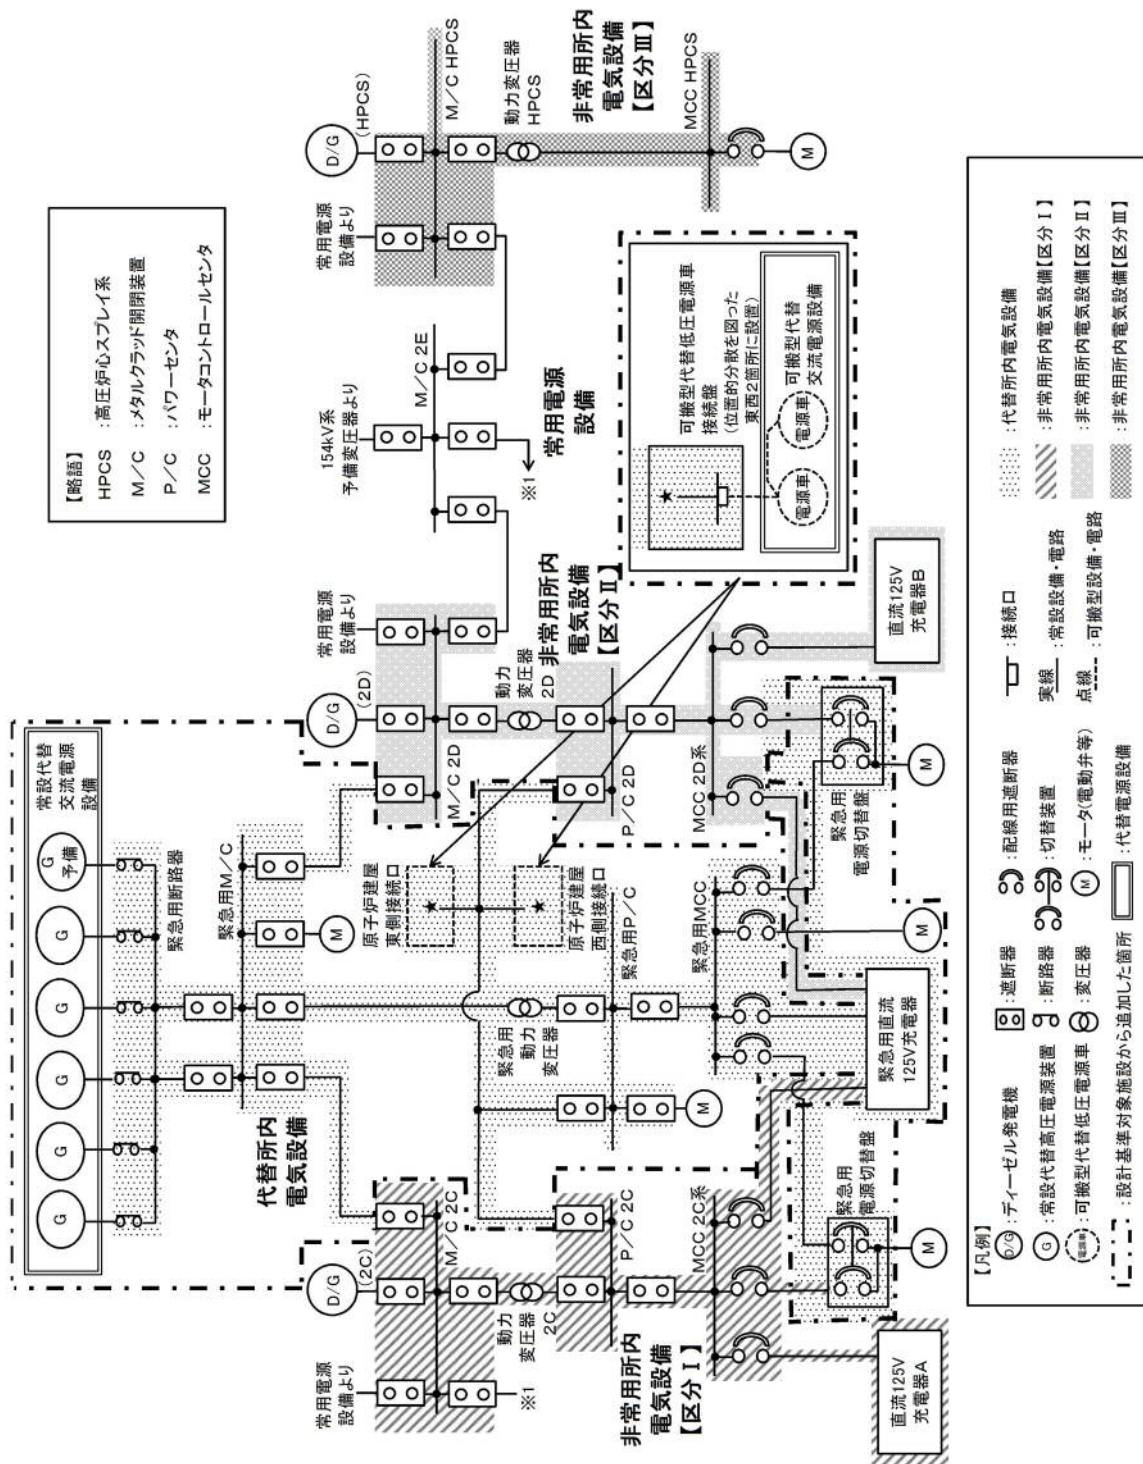 【略語】
HPCS :高圧炉心スプレイ系
M/C :メタルクラッド開閉装置
P/C :パワーセンタ
MCC :モータコントロールセンタ
常設代替
交流電源
設備
G
G
G
G
G
G
予備
緊急用断路器
緊急用M/C
M
代替所内
電気設備
常用電源
設備より
D/G
(2C)
M/C 2C
※1
動力
変圧器
2C
P/C 2C
非常用所内
電気設備
【区分Ⅰ】
MCC 2C系
直流125V
充電器A
緊急用
電源切替盤
M
原子炉建屋
東側接続口
★
原子炉建屋
西側接続口
★
緊急用
動力
変圧器
緊急用P/C
M
緊急用MCC
緊急用直流
125V充電器
M
D/G
(2D)
常用電源
設備より
M/C 2D
動力
変圧器
2D
非常用所内
電気設備
【区分Ⅱ】
P/C 2D
MCC 2D系
緊急用
電源切替盤
M
直流125V
充電器B
154kV系
予備変圧器より
M/C 2E
※1
常用電源
設備
常用電源
設備より
D/G
(HPCS)
M/C HPCS
動力変圧器
HPCS
非常用所内
電気設備
【区分Ⅲ】
MCC HPCS
M
可搬型代替低圧電源車
接続盤
(位置的分散を図った
東西2箇所に設置)
★
可搬型代替
交流電源設備
電源車
電源車
【凡例】
D/G :ディーゼル発電機
G :常設代替高圧電源装置
電源車 :可搬型代替低圧電源車
:設計基準対象施設から追加した箇所
:遮断器
:断路器
:変圧器
:代替電源設備
:配線用遮断器
:切替装置
M :モータ(電動弁等)
:接続口
実線 :常設設備・電路
点線 :可搬型設備・電路
:代替所内電気設備
:非常用所内電気設備【区分Ⅰ】
:非常用所内電気設備【区分Ⅱ】
:非常用所内電気設備【区分Ⅲ】